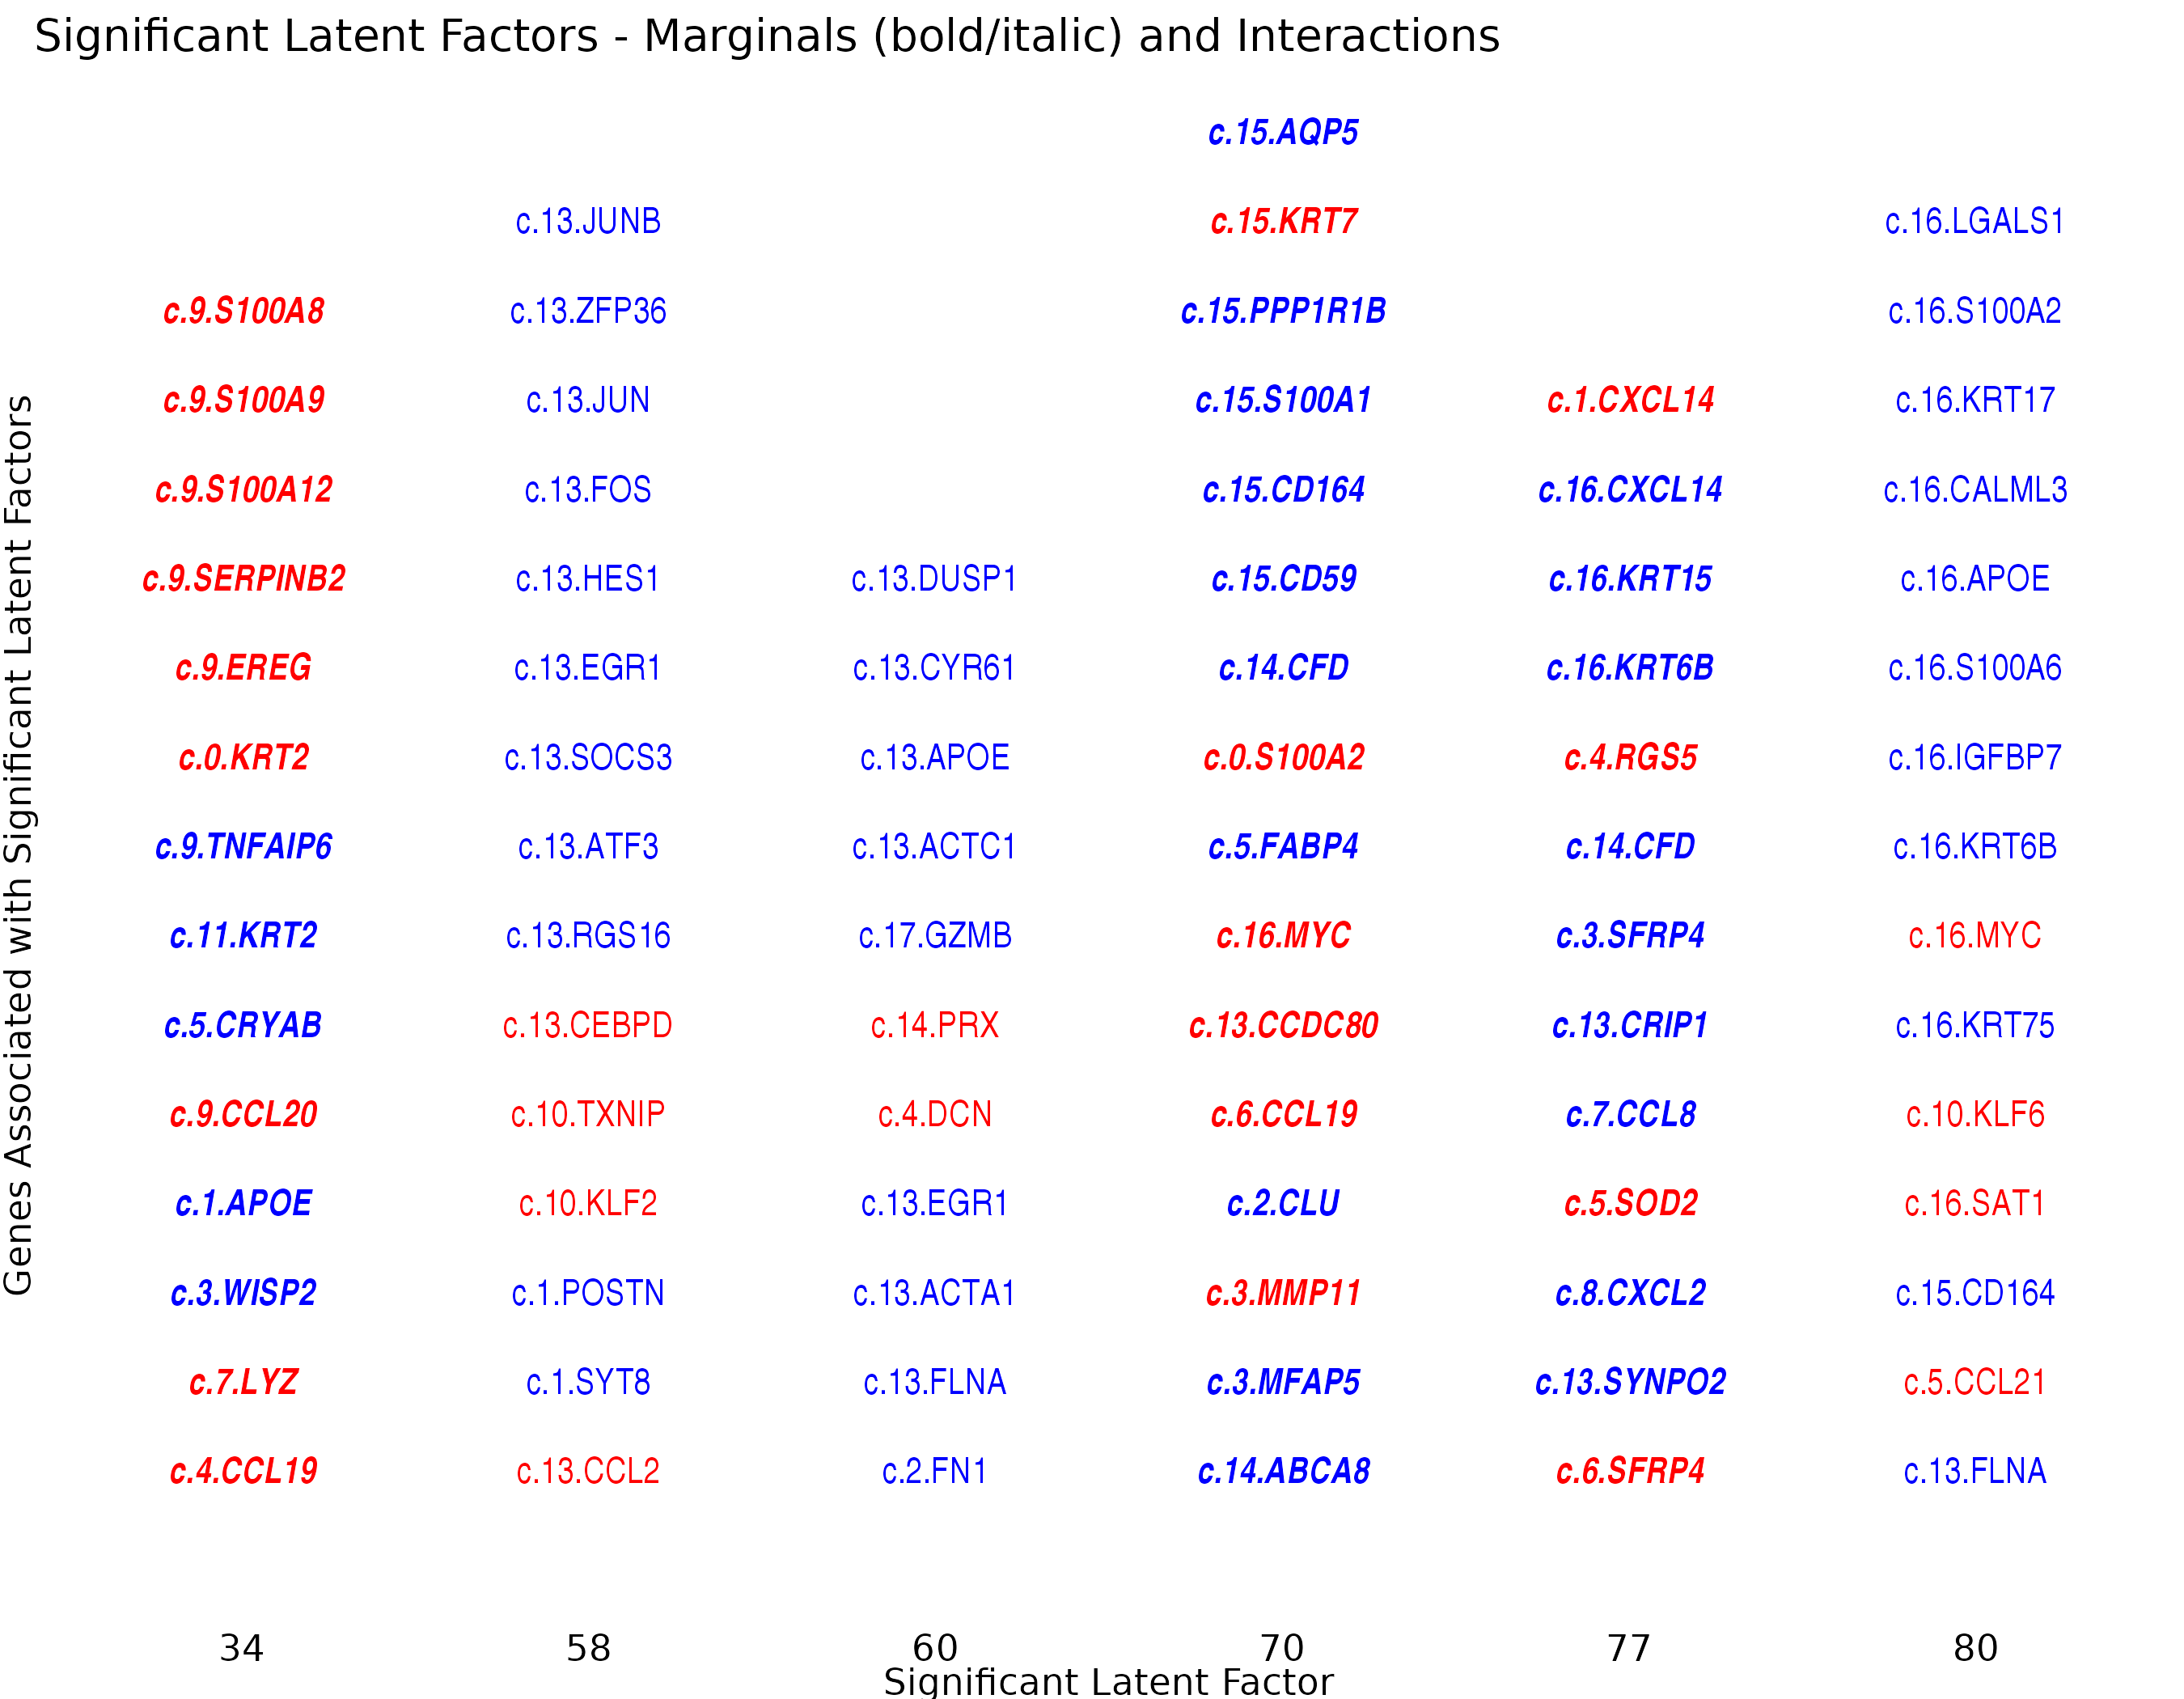 Significant Latent Factors - Marginals (bold/italic) and Interactions
Genes Associated with Significant Latent Factors
c.15.AQP5
c.13.JUNB c.15.KRT7 c.16.LGALS1
c.9.S100A8 c.13.ZFP36 c.15.PPP1R1B c.16.S100A2
c.9.S100A9 c.13.JUN c.15.S100A1 c.1.CXCL14 c.16.KRT17
c.9.S100A12 c.13.FOS c.15.CD164 c.16.CXCL14 c.16.CALML3
c.9.SERPINB2 c.13.HES1 c.13.DUSP1 c.15.CD59 c.16.KRT15 c.16.APOE
c.9.EREG c.13.EGR1 c.13.CYR61 c.14.CFD c.16.KRT6B c.16.S100A6
c.0.KRT2 c.13.SOCS3 c.13.APOE c.0.S100A2 c.4.RGS5 c.16.IGFBP7
c.9.TNFAIP6 c.13.ATF3 c.13.ACTC1 c.5.FABP4 c.14.CFD c.16.KRT6B
c.11.KRT2 c.13.RGS16 c.17.GZMB c.16.MYC c.3.SFRP4 c.16.MYC
c.5.CRYAB c.13.CEBPD c.14.PRX c.13.CCDC80 c.13.CRIP1 c.16.KRT75
c.9.CCL20 c.10.TXNIP c.4.DCN c.6.CCL19 c.7.CCL8 c.10.KLF6
c.1.APOE c.10.KLF2 c.13.EGR1 c.2.CLU c.5.SOD2 c.16.SAT1
c.3.WISP2 c.1.POSTN c.13.ACTA1 c.3.MMP11 c.8.CXCL2 c.15.CD164
c.7.LYZ c.1.SYT8 c.13.FLNA c.3.MFAP5 c.13.SYNPO2 c.5.CCL21
c.4.CCL19 c.13.CCL2 c.2.FN1 c.14.ABCA8 c.6.SFRP4 c.13.FLNA
34 58 60 70 77 80
Significant Latent Factor